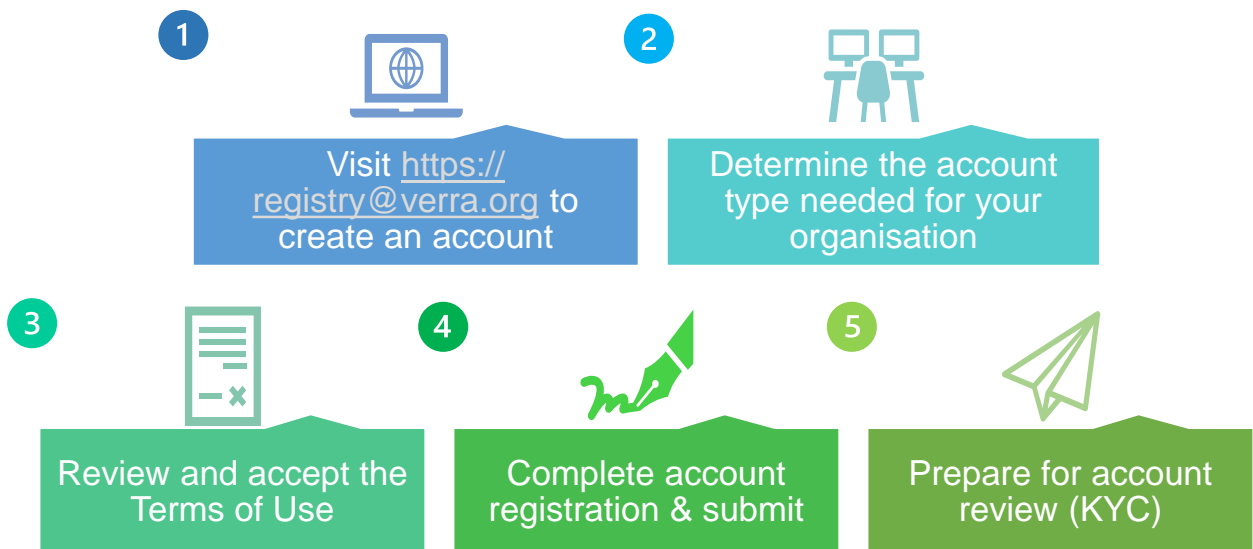 1
Visit https://
registry@verra.org to
create an account
2
Determine the account
type needed for your
organisation
3
Review and accept the
Terms of Use
4
Complete account
registration & submit
5
Prepare for account
review (KYC)